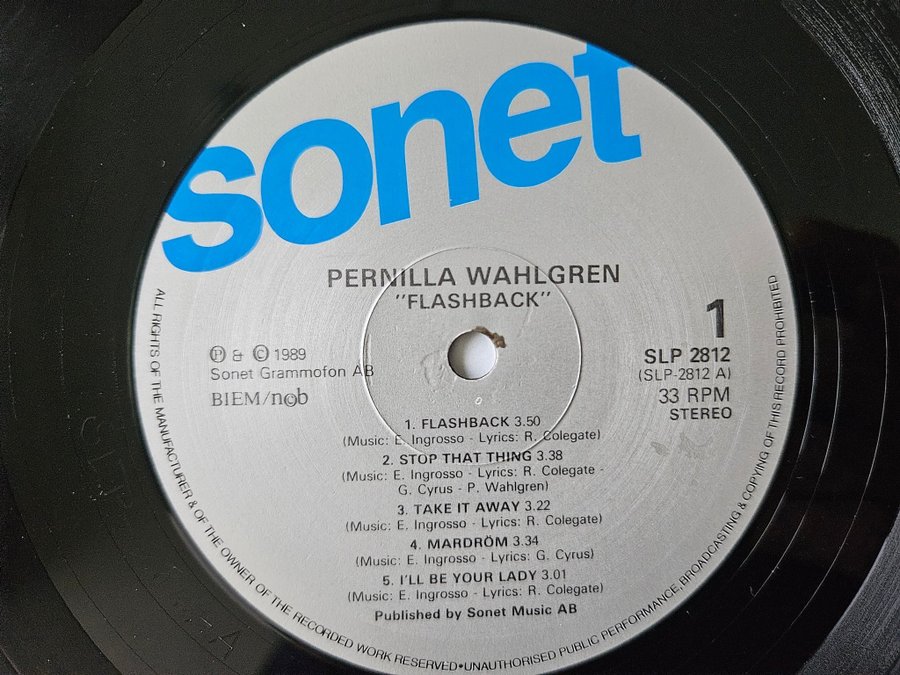 sonet
PERNILLA WAHLGREN
"FLASHBACK"
1
Ⓟ & © 1989
Sonet Grammofon AB
BIEM/ncb
SLP 2812
(SLP-2812 A)
33 RPM
STEREO
1. FLASHBACK 3.50
(Music: E. Ingrosso - Lyrics: R. Colegate)
2. STOP THAT THING 3.38
(Music: E. Ingrosso - Lyrics: R. Colegate -
G. Cyrus - P. Wahlgren)
3. TAKE IT AWAY 3.22
(Music: E. Ingrosso - Lyrics: R. Colegate)
4. MARDRÖM 3.34
(Music: E. Ingrosso - Lyrics: G. Cyrus)
5. I'LL BE YOUR LADY 3.01
(Music: E. Ingrosso - Lyrics: R. Colegate)
Published by Sonet Music AB
ALL RIGHTS OF THE MANUFACTURER & OF THE OWNER OF THE RECORDED WORK RESERVED•UNAUTHORISED PUBLIC PERFORMANCE, BROADCASTING & COPYING OF THIS RECORD PROHIBITED